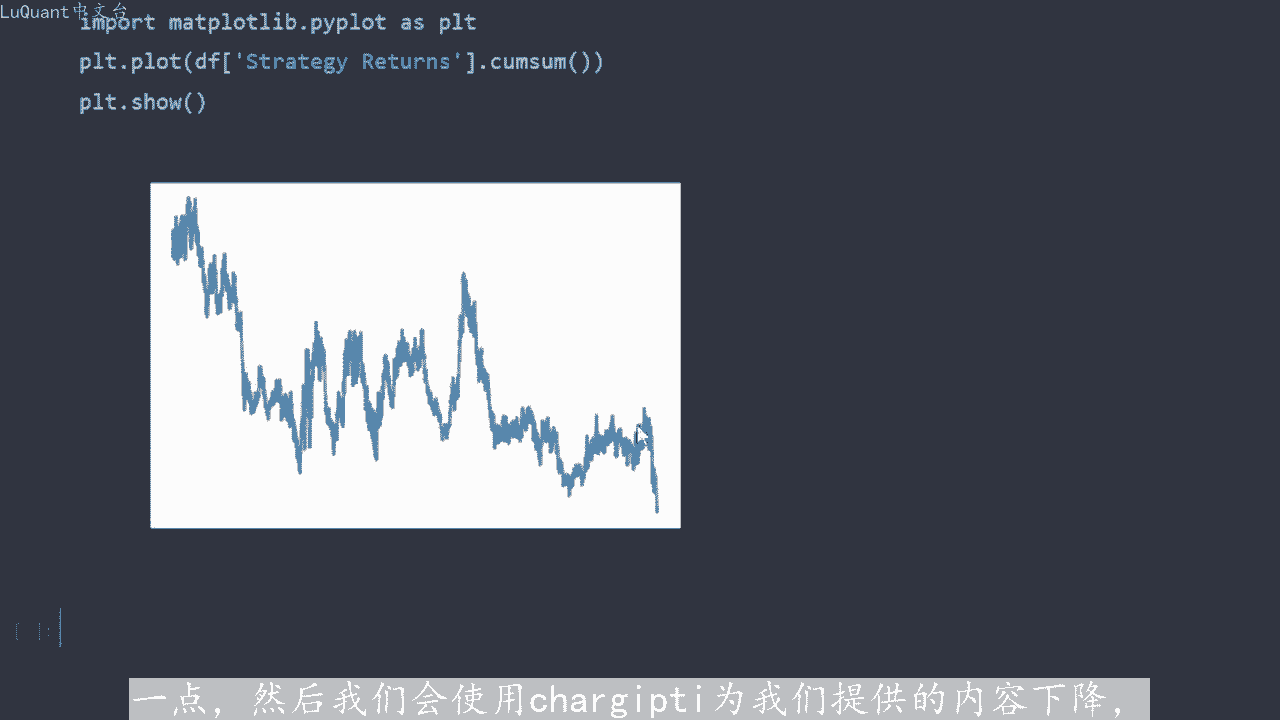 LuQuant中文台
import matplotlib.pyplot as plt
plt.plot(df['Strategy Returns'].cumsum())
plt.show()
[ ]:
一点，然后我们会使用chargipti为我们提供的内容下降，